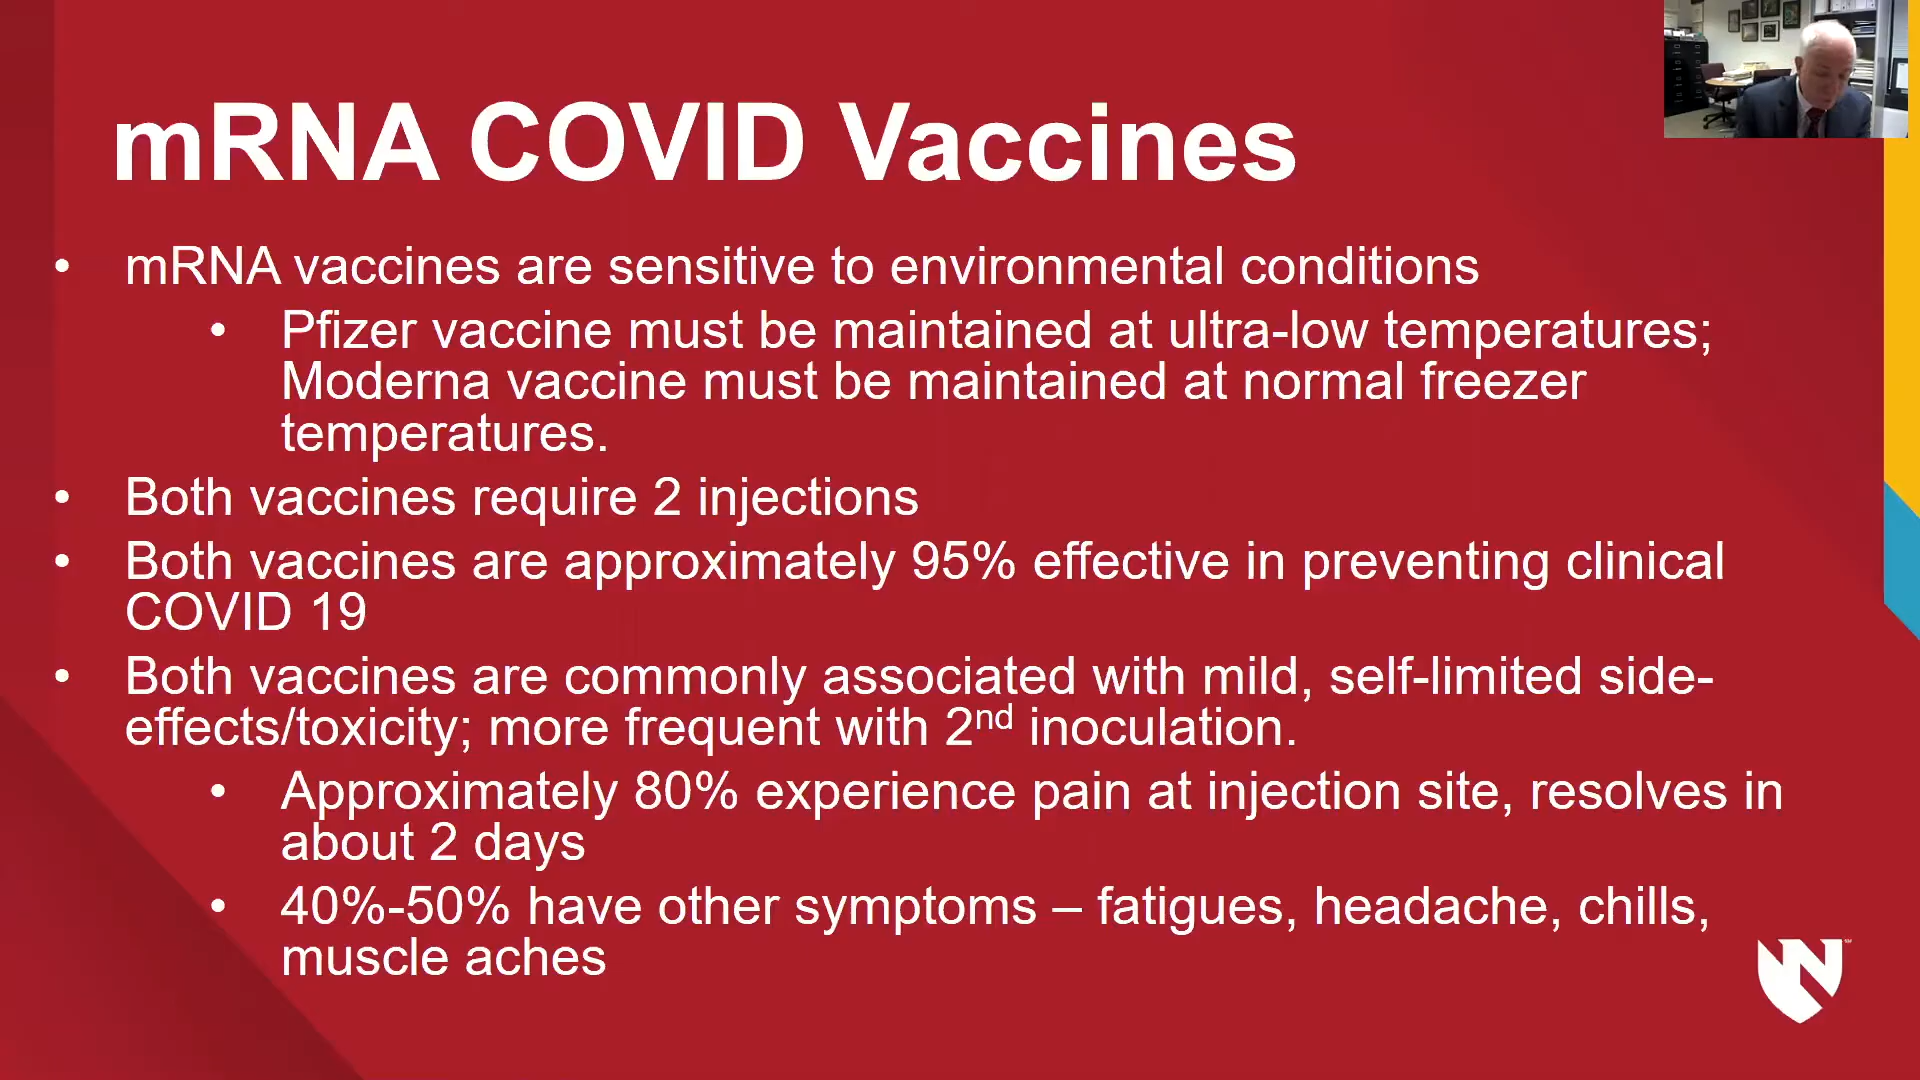 mRNA COVID Vaccines
• mRNA vaccines are sensitive to environmental conditions
• Pfizer vaccine must be maintained at ultra-low temperatures;
Moderna vaccine must be maintained at normal freezer
temperatures.
• Both vaccines require 2 injections
• Both vaccines are approximately 95% effective in preventing clinical
COVID 19
• Both vaccines are commonly associated with mild, self-limited side-
effects/toxicity; more frequent with 2nd inoculation.
• Approximately 80% experience pain at injection site, resolves in
about 2 days
• 40%-50% have other symptoms – fatigues, headache, chills,
muscle aches